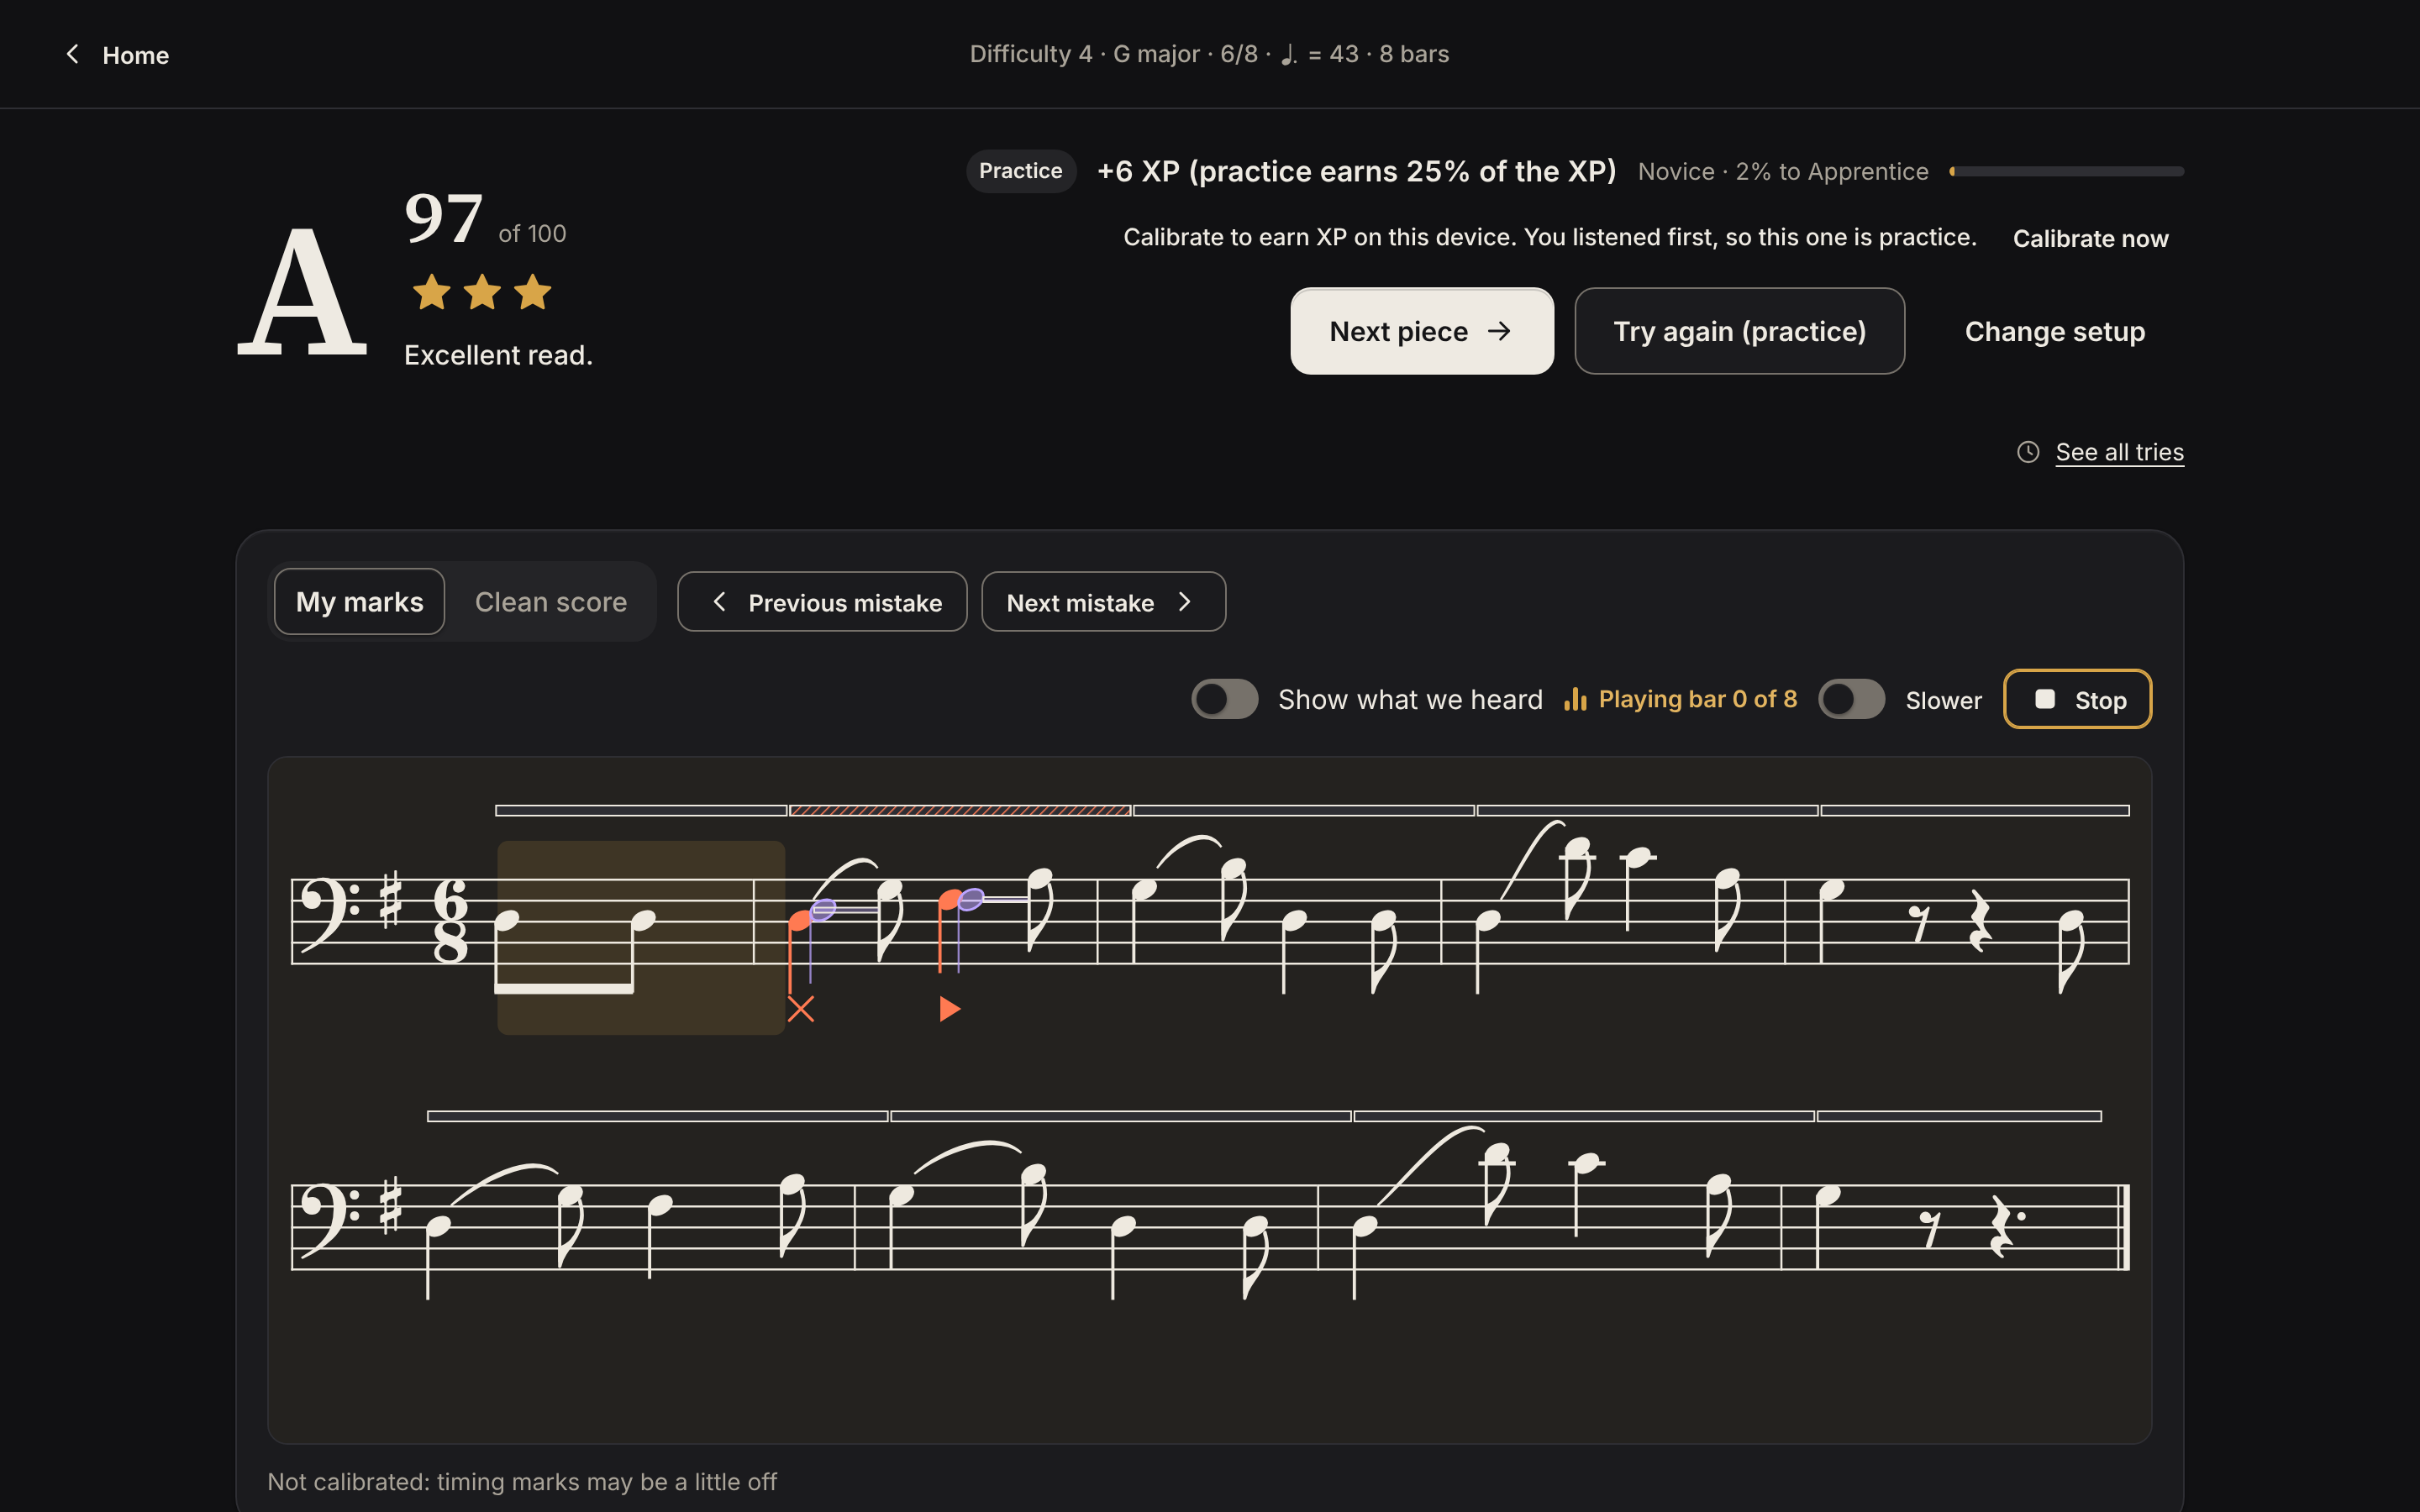 Home
Difficulty 4 · G major · 6/8 · ♩. = 43 · 8 bars
Practice +6 XP (practice earns 25% of the XP) Novice · 2% to Apprentice
A 97 of 100
Calibrate to earn XP on this device. You listened first, so this one is practice. Calibrate now
Excellent read.
Next piece → Try again (practice) Change setup
See all tries
My marks Clean score Previous mistake Next mistake
Show what we heard Playing bar 0 of 8 Slower Stop
6
8
Not calibrated: timing marks may be a little off